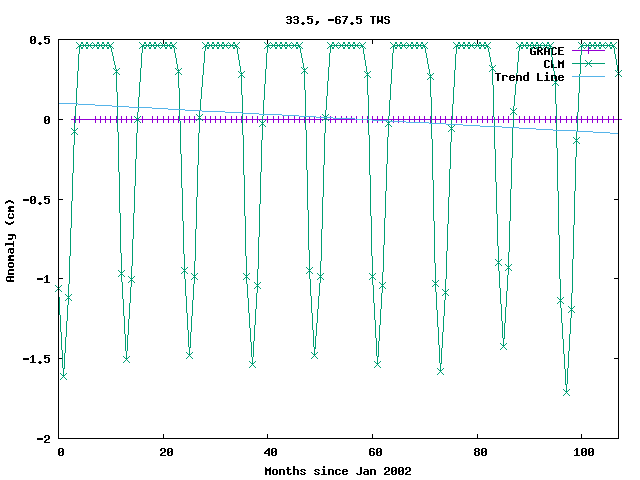 33.5, -67.5 TWS
0.5
GRACE
CLM
Trend Line
0
-0.5
Anomaly (cm)
-1
-1.5
-2
0 20 40 60 80 100
Months since Jan 2002